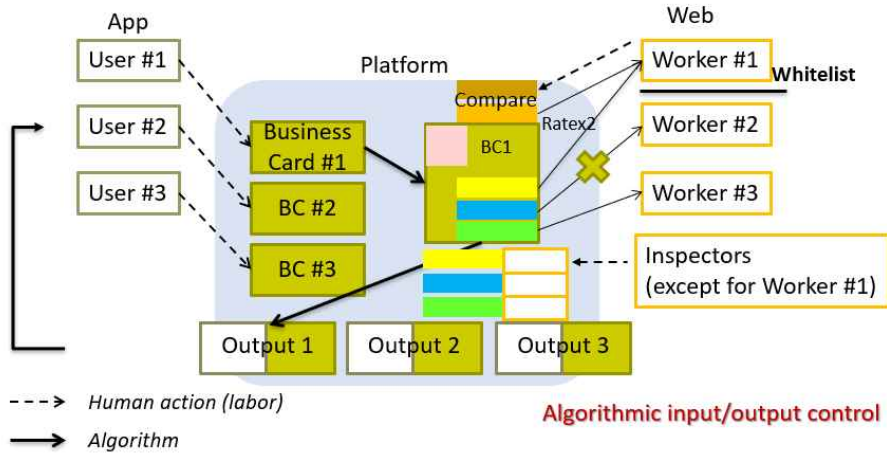 App
Web
User #1
User #2
User #3
Platform
Compare
Business
Card #1
BC #2
BC #3
BC1
Ratex2
Worker #1
Whitelist
Worker #2
Worker #3
Inspectors
(except for Worker #1)
Output 1
Output 2
Output 3
Human action (labor)
Algorithm
Algorithmic input/output control